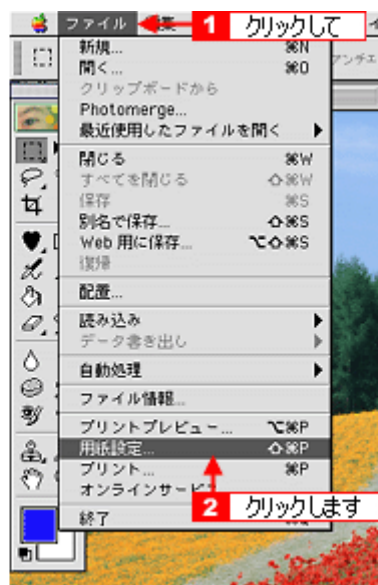 ファイル
1 クリックして
新規... ⌘N
開く... ⌘O
クリップボードから
Photomerge...
最近使用したファイルを開く
アンチエ
閉じる ⌘W
すべてを閉じる ⇧⌘W
保存 ⌘S
別名で保存... ⇧⌘S
Web 用に保存... ⌥⇧⌘S
復帰
配置...
読み込み
データ書き出し
自動処理
ファイル情報...
プリントプレビュー... ⌥⌘P
用紙設定... ⇧⌘P
プリント... ⌘P
オンラインサービス
2 クリックします
終了